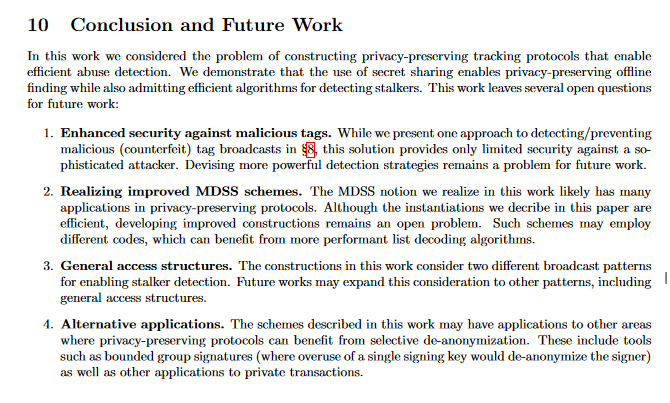 10 Conclusion and Future Work
In this work we considered the problem of constructing privacy-preserving tracking protocols that enable
efficient abuse detection. We demonstrate that the use of secret sharing enables privacy-preserving offline
finding while also admitting efficient algorithms for detecting stalkers. This work leaves several open questions
for future work:
1. Enhanced security against malicious tags. While we present one approach to detecting/preventing
malicious (counterfeit) tag broadcasts in §8, this solution provides only limited security against a so-
phisticated attacker. Devising more powerful detection strategies remains a problem for future work.
2. Realizing improved MDSS schemes. The MDSS notion we realize in this work likely has many
applications in privacy-preserving protocols. Although the instantiations we decribe in this paper are
efficient, developing improved constructions remains an open problem. Such schemes may employ
different codes, which can benefit from more performant list decoding algorithms.
3. General access structures. The constructions in this work consider two different broadcast patterns
for enabling stalker detection. Future works may expand this consideration to other patterns, including
general access structures.
4. Alternative applications. The schemes described in this work may have applications to other areas
where privacy-preserving protocols can benefit from selective de-anonymization. These include tools
such as bounded group signatures (where overuse of a single signing key would de-anonymize the signer)
as well as other applications to private transactions.